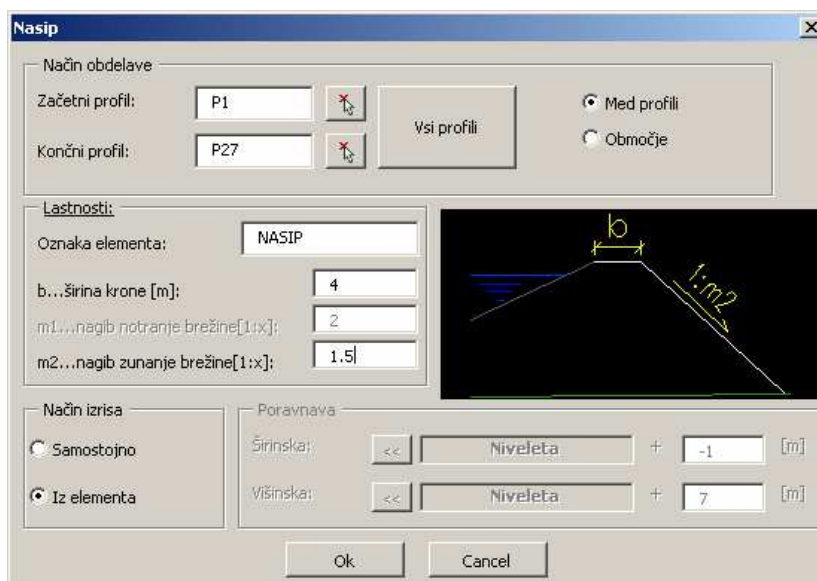 Nasip
Način obdelave
Začetni profil:
P1
Vsi profili
Med profili
Končni profil:
P27
Območje
Lastnosti:
Oznaka elementa:
NASIP
b...širina krone [m]:
4
m1...nagib notranje brežine[1:x]:
2
m2...nagib zunanje brežine[1:x]:
1.5
b
1:m2
Način izrisa
Samostojno
Iz elementa
Poravnava
Širinska:
<<
Niveleta
+
-1
[m]
Višinska:
<<
Niveleta
+
7
[m]
Ok
Cancel